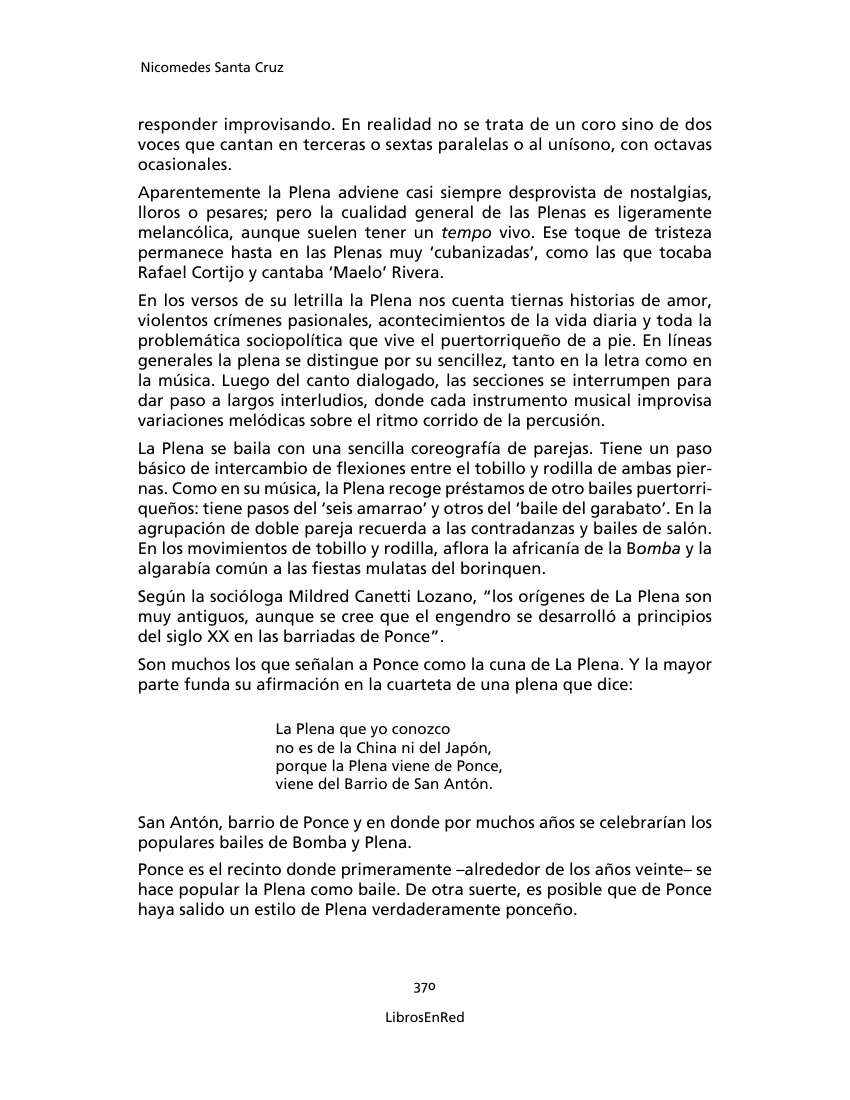 Nicomedes Santa Cruz
responder improvisando. En realidad no se trata de un coro sino de dos
voces que cantan en terceras o sextas paralelas o al unísono, con octavas
ocasionales.
Aparentemente la Plena adviene casi siempre desprovista de nostalgias,
lloros o pesares; pero la cualidad general de las Plenas es ligeramente
melancólica, aunque suelen tener un tempo vivo. Ese toque de tristeza
permanece hasta en las Plenas muy ‘cubanizadas’, como las que tocaba
Rafael Cortijo y cantaba ‘Maelo’ Rivera.
En los versos de su letrilla la Plena nos cuenta tiernas historias de amor,
violentos crímenes pasionales, acontecimientos de la vida diaria y toda la
problemática sociopolítica que vive el puertorriqueño de a pie. En líneas
generales la plena se distingue por su sencillez, tanto en la letra como en
la música. Luego del canto dialogado, las secciones se interrumpen para
dar paso a largos interludios, donde cada instrumento musical improvisa
variaciones melódicas sobre el ritmo corrido de la percusión.
La Plena se baila con una sencilla coreografía de parejas. Tiene un paso
básico de intercambio de flexiones entre el tobillo y rodilla de ambas pier-
nas. Como en su música, la Plena recoge préstamos de otro bailes puertorri-
queños: tiene pasos del ‘seis amarrao’ y otros del ‘baile del garabato’. En la
agrupación de doble pareja recuerda a las contradanzas y bailes de salón.
En los movimientos de tobillo y rodilla, aflora la africanía de la Bomba y la
algarabía común a las fiestas mulatas del borinquen.
Según la socióloga Mildred Canetti Lozano, “los orígenes de La Plena son
muy antiguos, aunque se cree que el engendro se desarrolló a principios
del siglo XX en las barriadas de Ponce”.
Son muchos los que señalan a Ponce como la cuna de La Plena. Y la mayor
parte funda su afirmación en la cuarteta de una plena que dice:
La Plena que yo conozco
no es de la China ni del Japón,
porque la Plena viene de Ponce,
viene del Barrio de San Antón.
San Antón, barrio de Ponce y en donde por muchos años se celebrarían los
populares bailes de Bomba y Plena.
Ponce es el recinto donde primeramente –alrededor de los años veinte– se
hace popular la Plena como baile. De otra suerte, es posible que de Ponce
haya salido un estilo de Plena verdaderamente ponceño.
370
LibrosEnRed